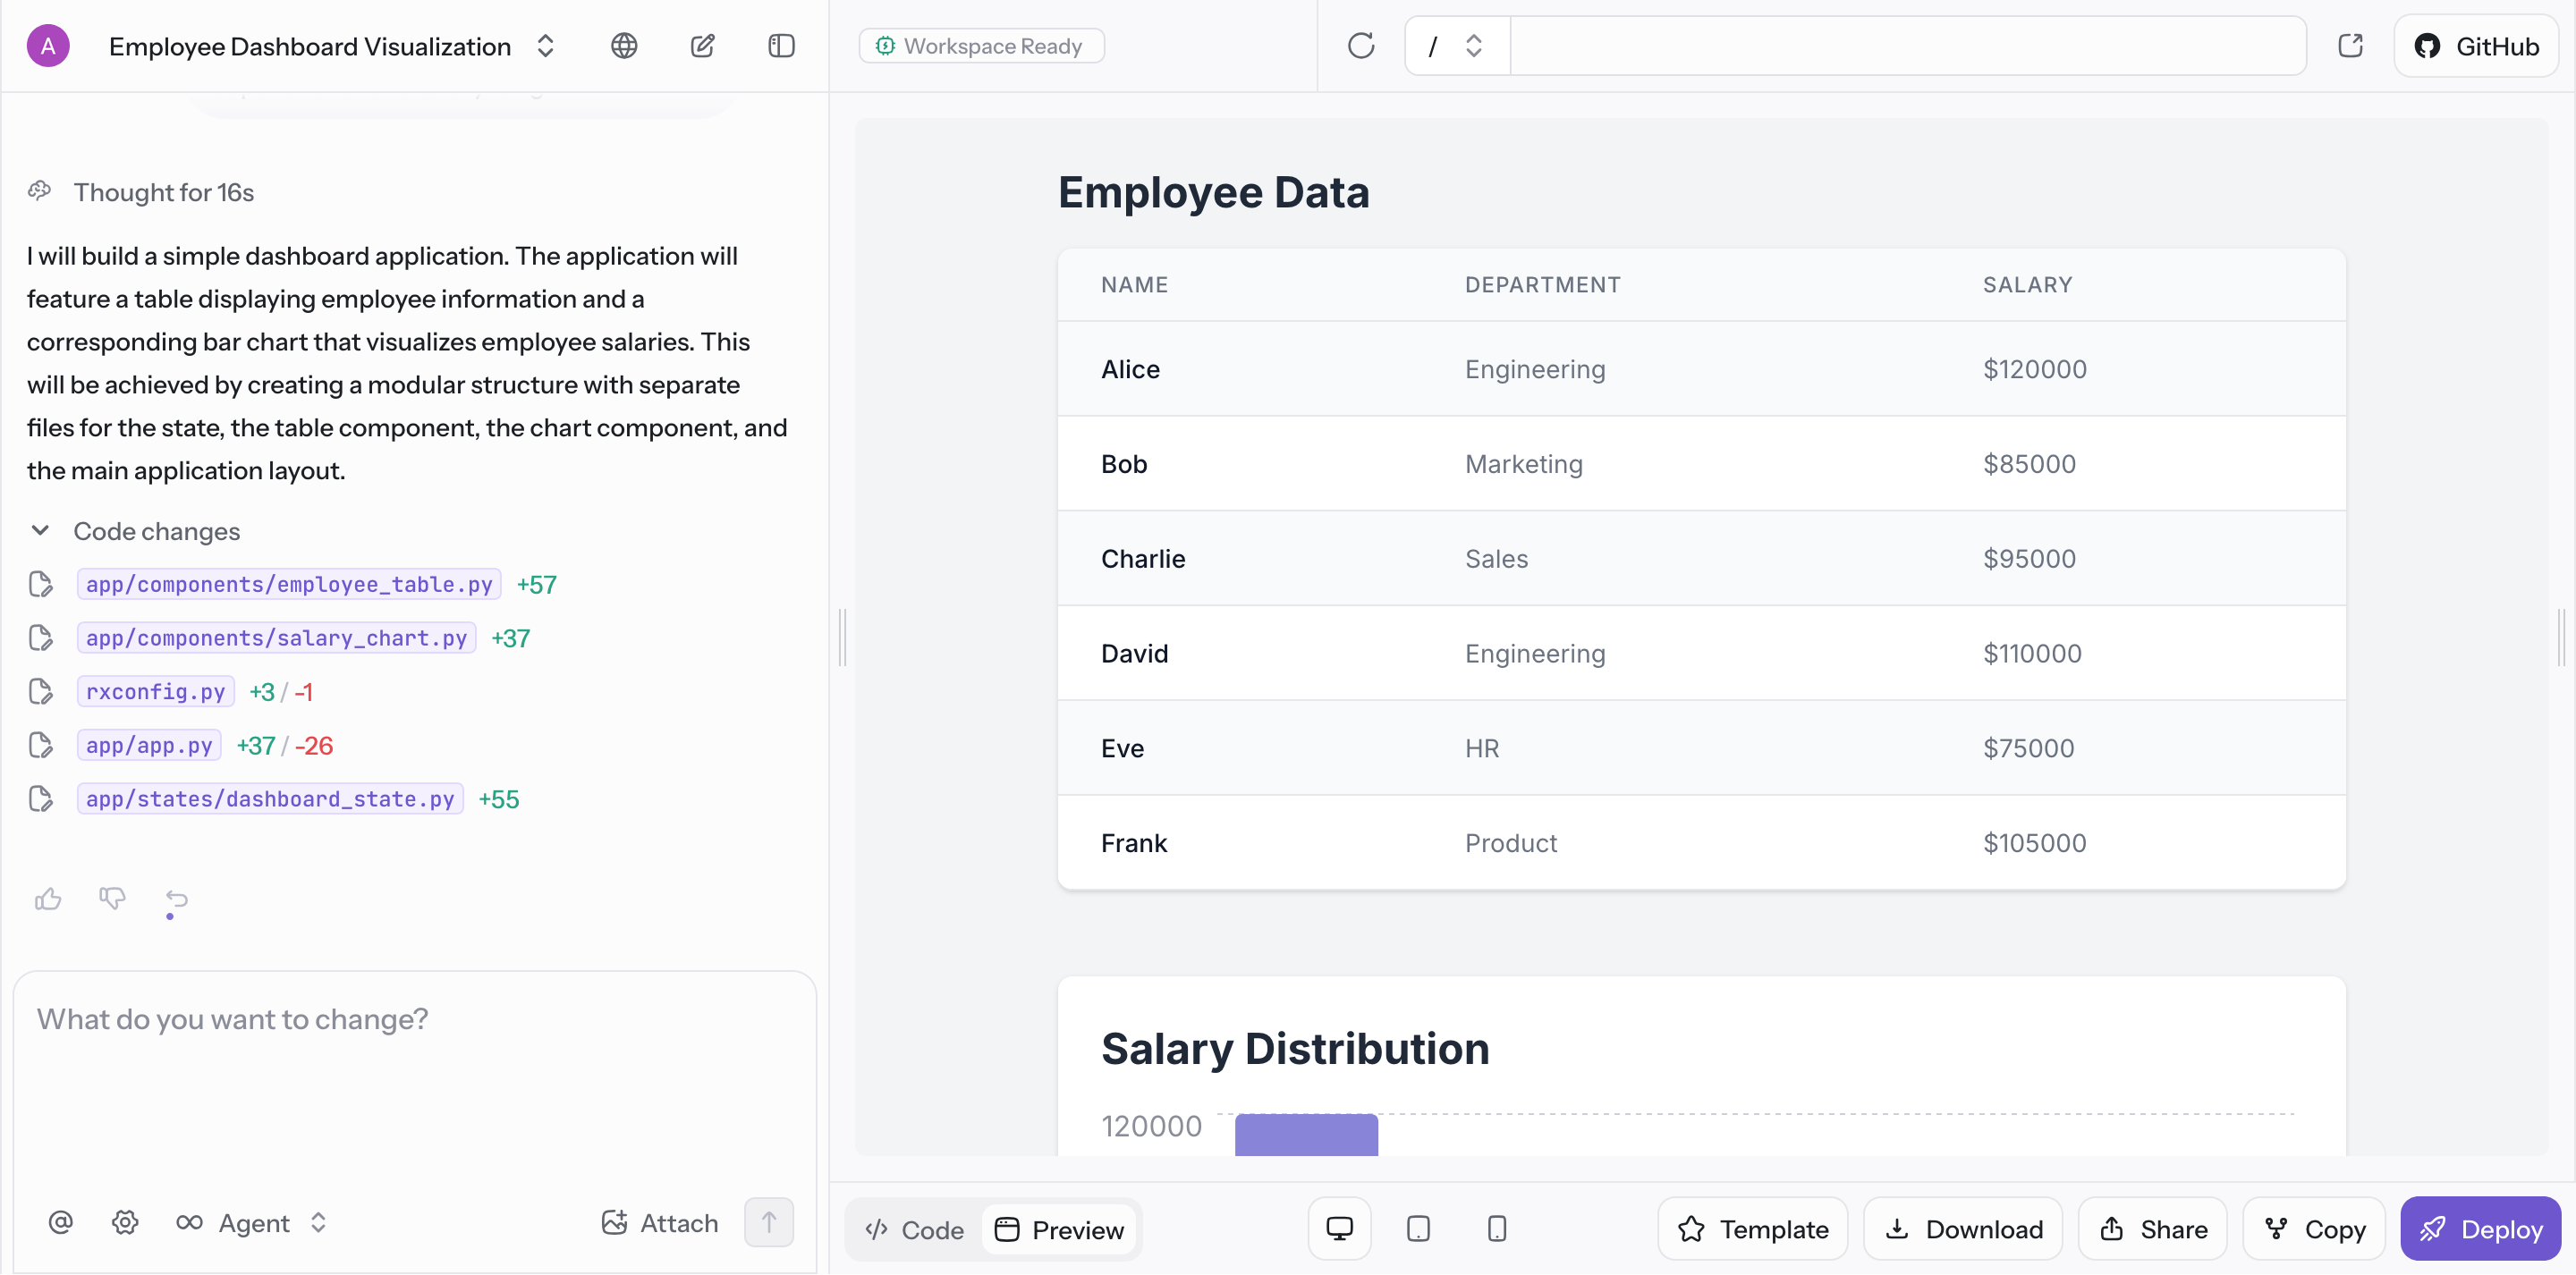 A
Employee Dashboard Visualization
Thought for 16s
I will build a simple dashboard application. The application will
feature a table displaying employee information and a
corresponding bar chart that visualizes employee salaries. This
will be achieved by creating a modular structure with separate
files for the state, the table component, the chart component, and
the main application layout.
Code changes
app/components/employee_table.py +57
app/components/salary_chart.py +37
rxconfig.py +3 / -1
app/app.py +37 / -26
app/states/dashboard_state.py +55
What do you want to change?
Agent
Attach
Workspace Ready
/
GitHub
Employee Data
NAME DEPARTMENT SALARY
Alice Engineering $120000
Bob Marketing $85000
Charlie Sales $95000
David Engineering $110000
Eve HR $75000
Frank Product $105000
Salary Distribution
120000
Code
Preview
Template
Download
Share
Copy
Deploy